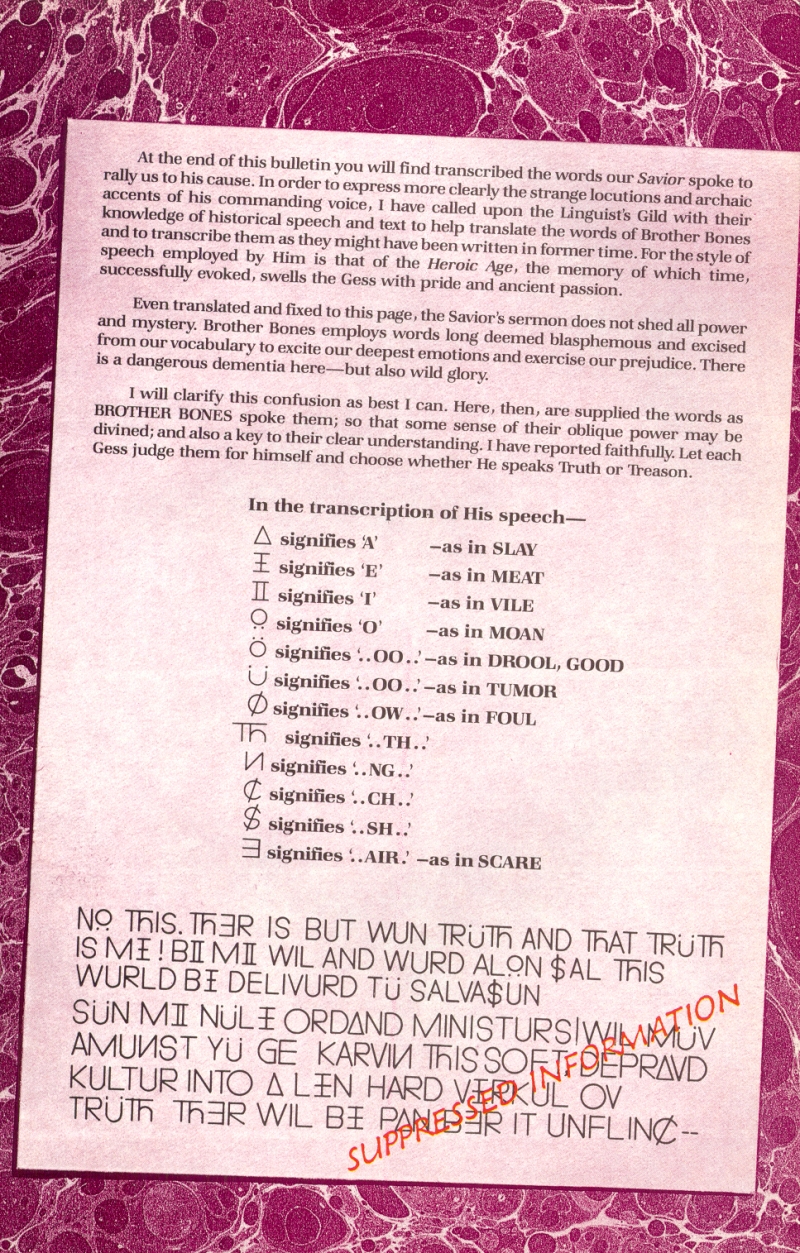 At the end of this bulletin you will find transcribed the words our Savior spoke to
rally us to his cause. In order to express more clearly the strange locutions and archaic
accents of his commanding voice, I have called upon the Linguist's Gild with their
knowledge of historical speech and text to help translate the words of Brother Bones
and to transcribe them as they might have been written in former time. For the style of
speech employed by Him is that of the Heroic Age, the memory of which time,
successfully evoked, swells the Gess with pride and ancient passion.
Even translated and fixed to this page, the Savior's sermon does not shed all power
and mystery. Brother Bones employs words long deemed blasphemous and excised
from our vocabulary to excite our deepest emotions and exercise our prejudice. There
is a dangerous dementia here—but also wild glory.
I will clarify this confusion as best I can. Here, then, are supplied the words as
BROTHER BONES spoke them; so that some sense of their oblique power may be
divined; and also a key to their clear understanding. I have reported faithfully. Let each
Gess judge them for himself and choose whether He speaks Truth or Treason.
In the transcription of His speech—
Δ signifies 'A' –as in SLAY
Ɨ signifies 'E' –as in MEAT
II signifies 'I' –as in VILE
O̤ signifies 'O' –as in MOAN
Ö signifies '..OO..' –as in DROOL, GOOD
Ü signifies '..OO..' –as in TUMOR
Ø signifies '..OW..' –as in FOUL
Th signifies '..TH..'
И signifies '..NG..'
₵ signifies '..CH..'
$ signifies '..SH..'
Ǝ signifies '..AIR.' –as in SCARE
NO̤ ThIS. ThƎR IS BUT WUN TRÜTh AND ThAT TRÜTh
IS MƗ ! BII MII WIL AND WURD ALO̤N $AL ThIS
WURLD BƗ DELIVURD TÜ SALVA$UN
SÜN MII NÜLƗ ORDΔND MINISTURS|WIL MÜV
AMUИST YÜ GE KARVIИ ThIS SOFT, DEPRΔVD
KULTUR INTO Δ LƗN HARD VƗRKUL OV
TRÜTh ThƎR WIL BƗ PAN BƎR IT UNFLIN₵--
SUPPRESSED INFORMATION